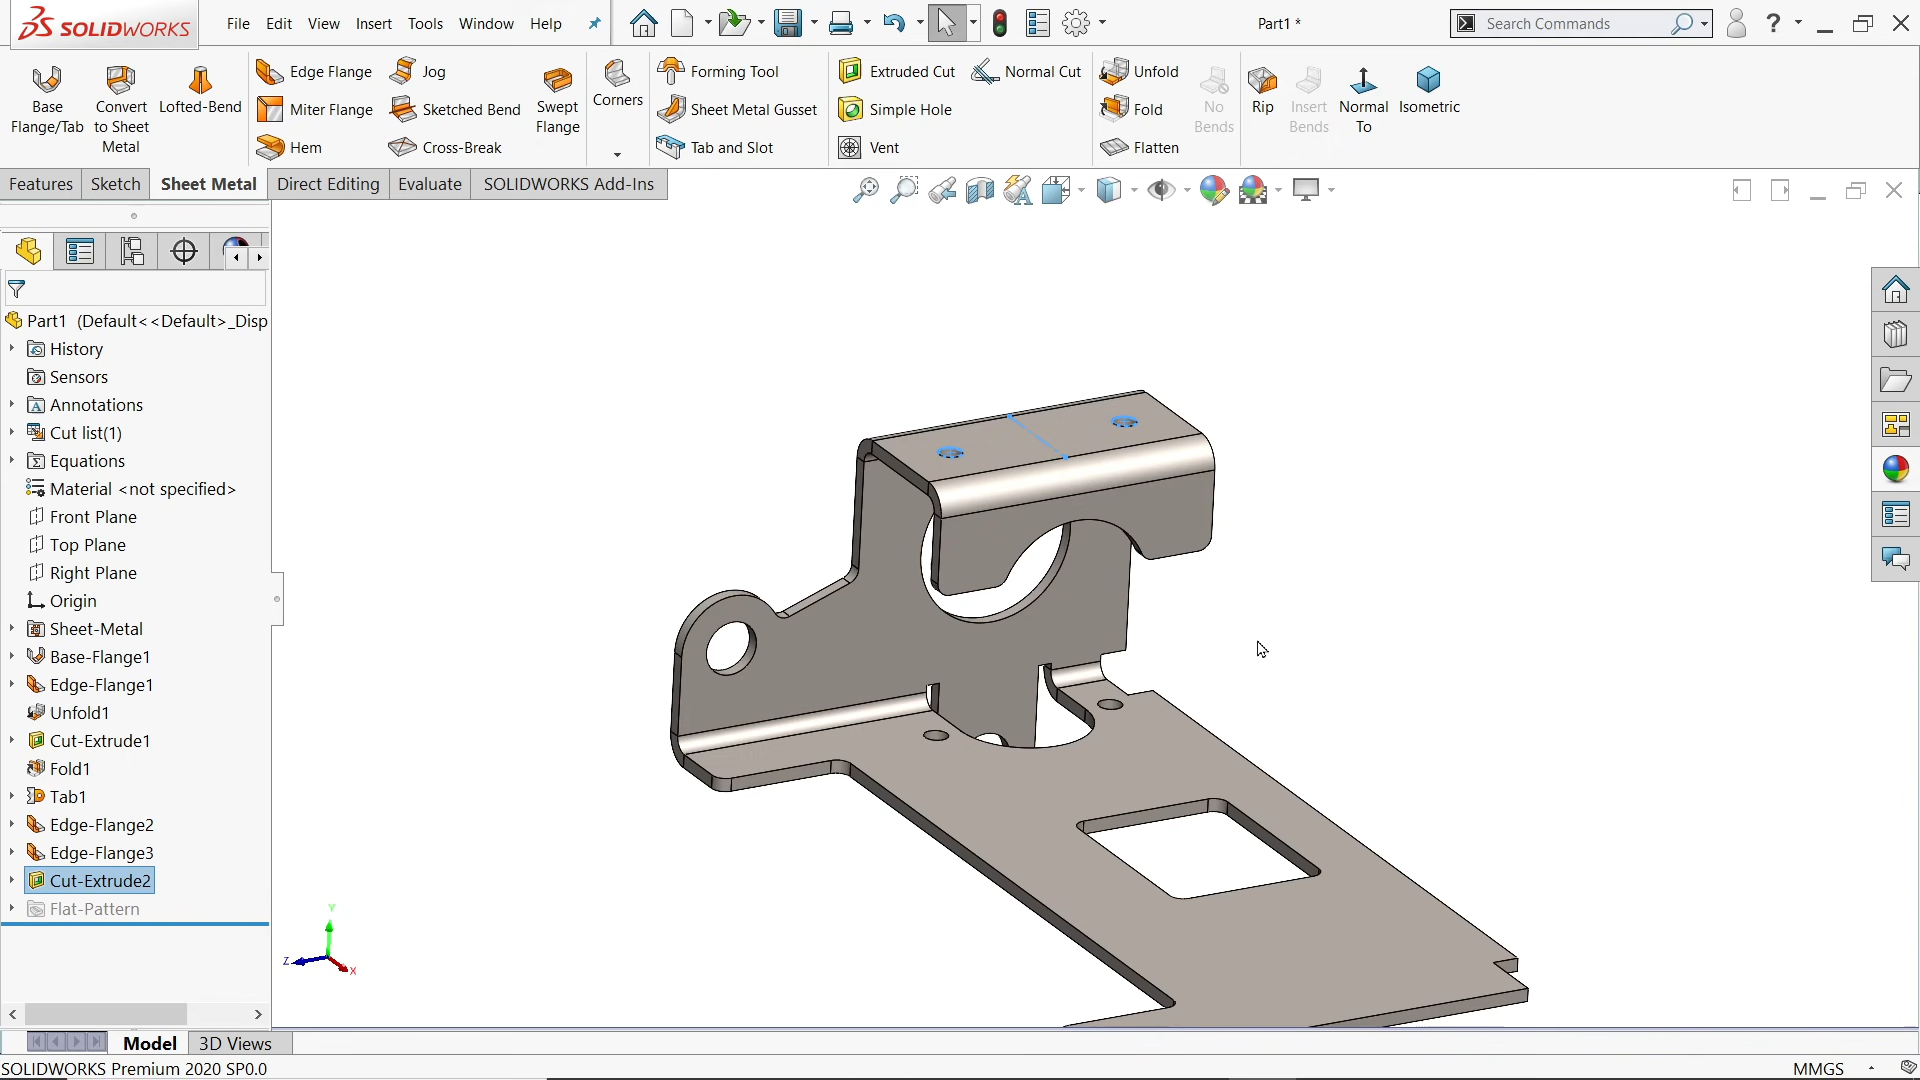 SOLIDWORKS File Edit View Insert Tools Window Help Part1 * Search Commands ?
Base Flange/Tab
Convert to Sheet Metal
Lofted-Bend
Edge Flange
Miter Flange
Hem
Jog
Sketched Bend
Cross-Break
Swept Flange
Corners
Forming Tool
Sheet Metal Gusset
Tab and Slot
Extruded Cut
Simple Hole
Vent
Normal Cut
Unfold
Fold
Flatten
No Bends
Rip
Insert Bends
Normal To
Isometric
Features Sketch Sheet Metal Direct Editing Evaluate SOLIDWORKS Add-Ins
Part1 (Default<<Default>_Disp
History
Sensors
Annotations
Cut list(1)
Equations
Material <not specified>
Front Plane
Top Plane
Right Plane
Origin
Sheet-Metal
Base-Flange1
Edge-Flange1
Unfold1
Cut-Extrude1
Fold1
Tab1
Edge-Flange2
Edge-Flange3
Cut-Extrude2
Flat-Pattern
Y
Z
X
Model 3D Views
SOLIDWORKS Premium 2020 SP0.0 MMGS